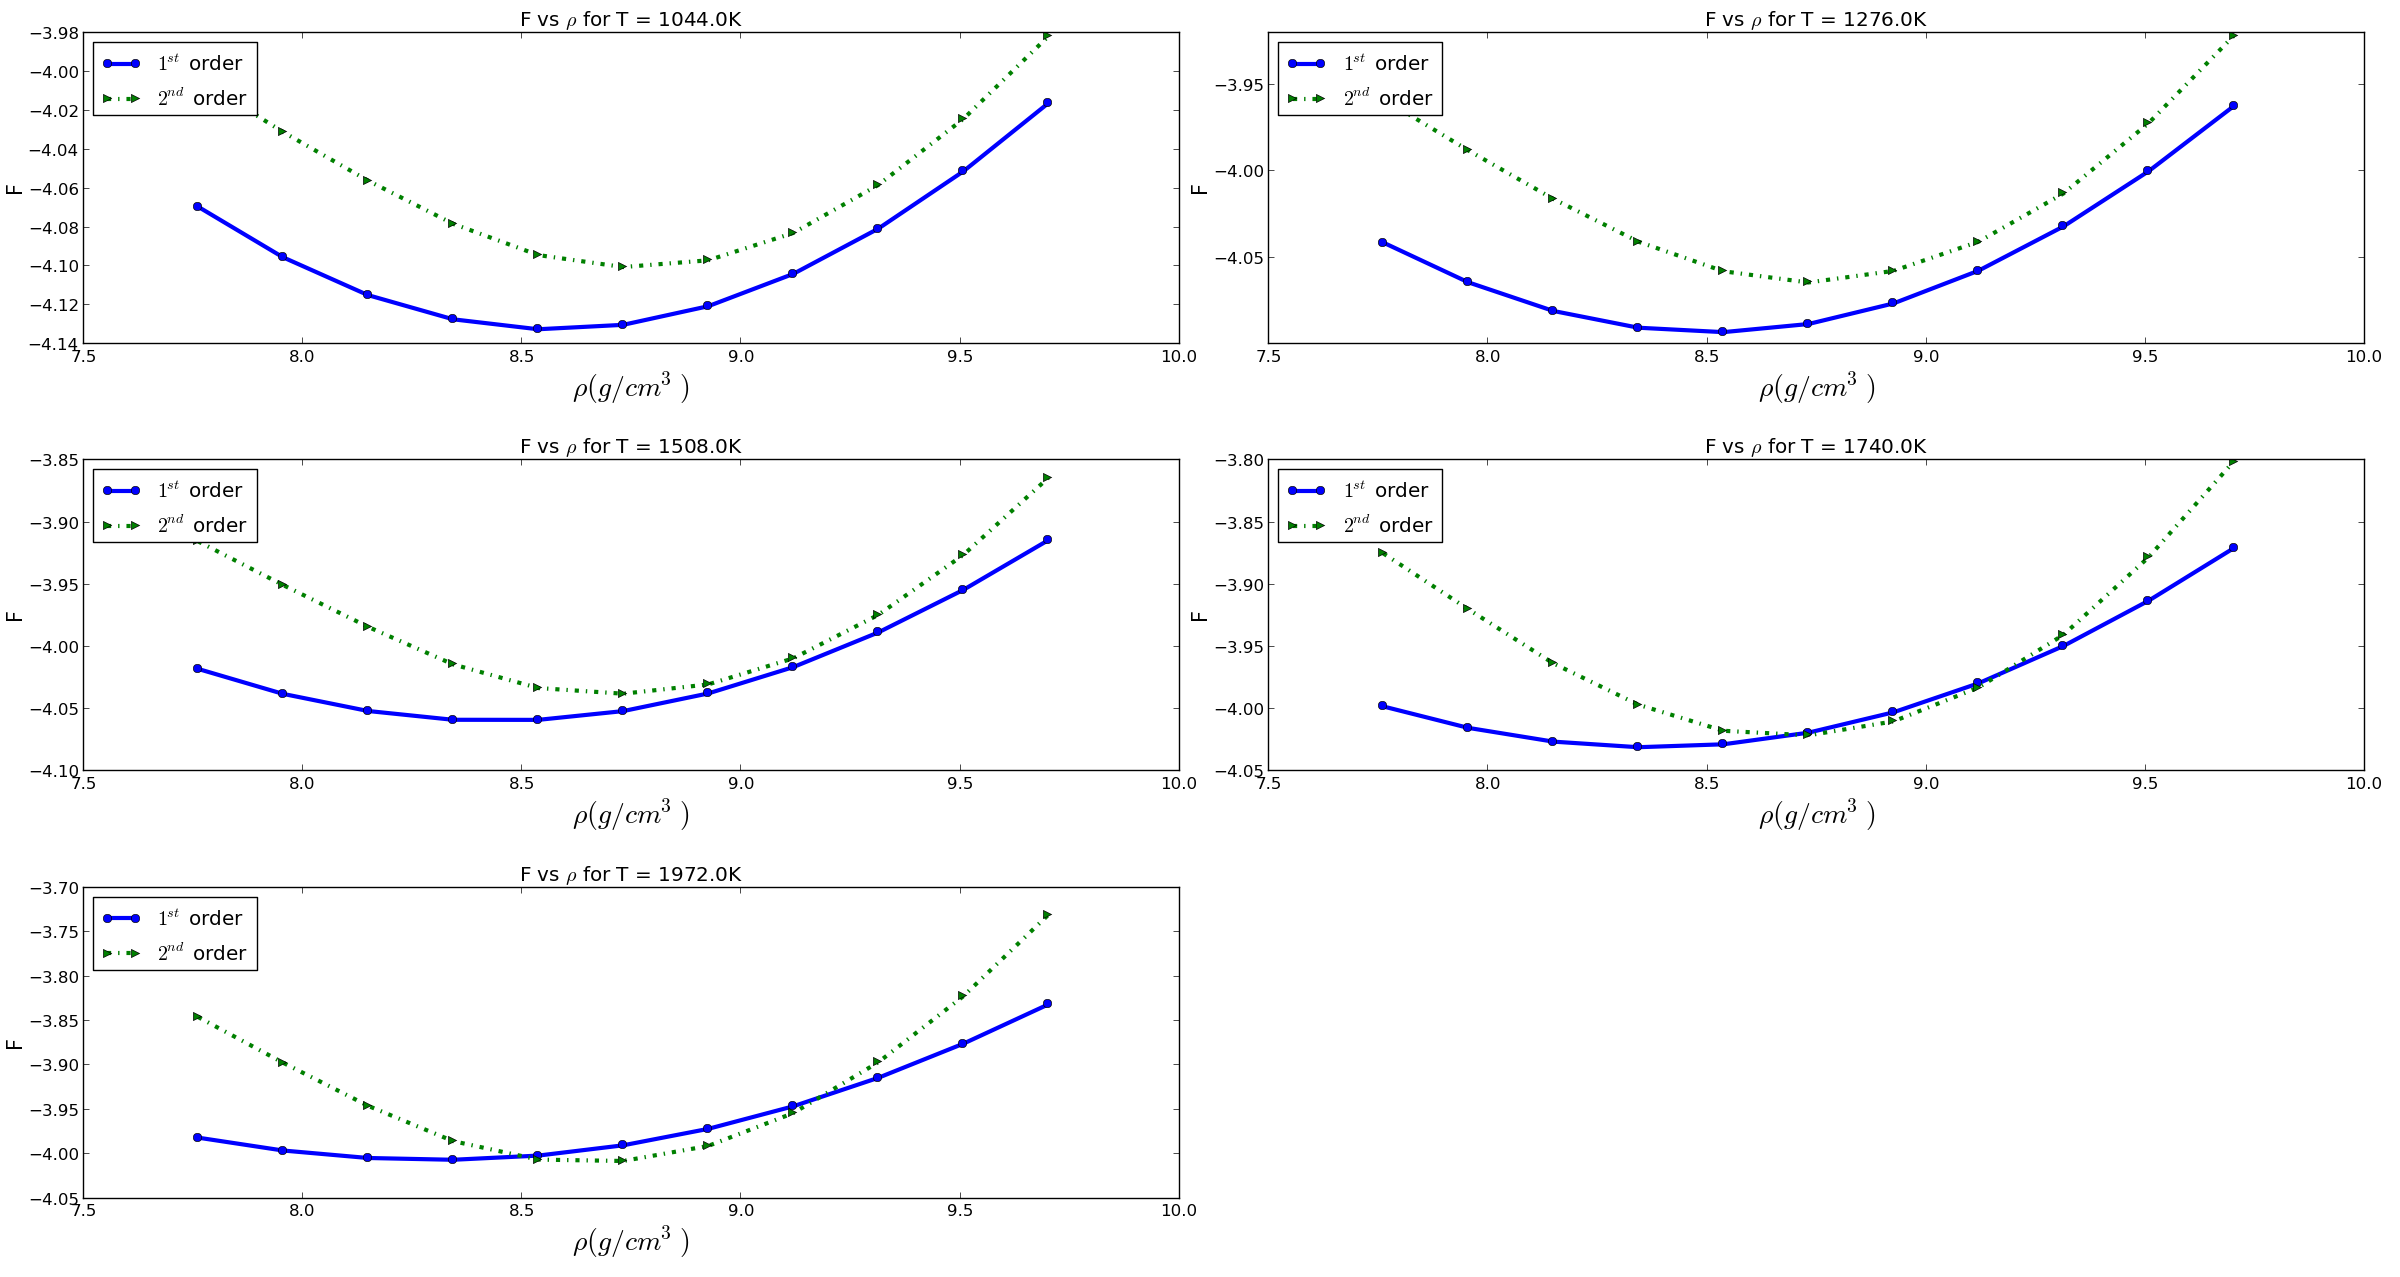 F vs ρ for T = 1044.0K
1st order
2nd order
−3.98
−4.00
−4.02
−4.04
−4.06
−4.08
−4.10
−4.12
−4.14
F
7.5 8.0 8.5 9.0 9.5 10.0
ρ(g/cm3 )
F vs ρ for T = 1276.0K
1st order
2nd order
−3.95
−4.00
−4.05
F
7.5 8.0 8.5 9.0 9.5 10.0
ρ(g/cm3 )
F vs ρ for T = 1508.0K
1st order
2nd order
−3.85
−3.90
−3.95
−4.00
−4.05
−4.10
F
7.5 8.0 8.5 9.0 9.5 10.0
ρ(g/cm3 )
F vs ρ for T = 1740.0K
1st order
2nd order
−3.80
−3.85
−3.90
−3.95
−4.00
−4.05
F
7.5 8.0 8.5 9.0 9.5 10.0
ρ(g/cm3 )
F vs ρ for T = 1972.0K
1st order
2nd order
−3.70
−3.75
−3.80
−3.85
−3.90
−3.95
−4.00
−4.05
F
7.5 8.0 8.5 9.0 9.5 10.0
ρ(g/cm3 )